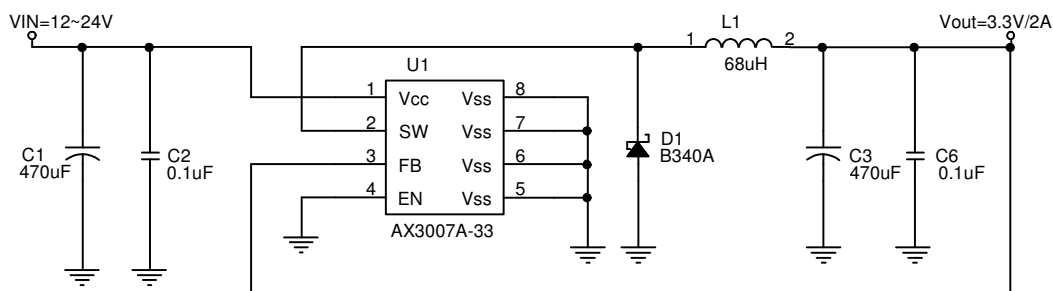 VIN=12~24V
Vout=3.3V/2A
L1
1
2
68uH
U1
1
Vcc
Vss
8
2
SW
Vss
7
3
FB
Vss
6
4
EN
Vss
5
AX3007A-33
C1
470uF
C2
0.1uF
D1
B340A
C3
470uF
C6
0.1uF